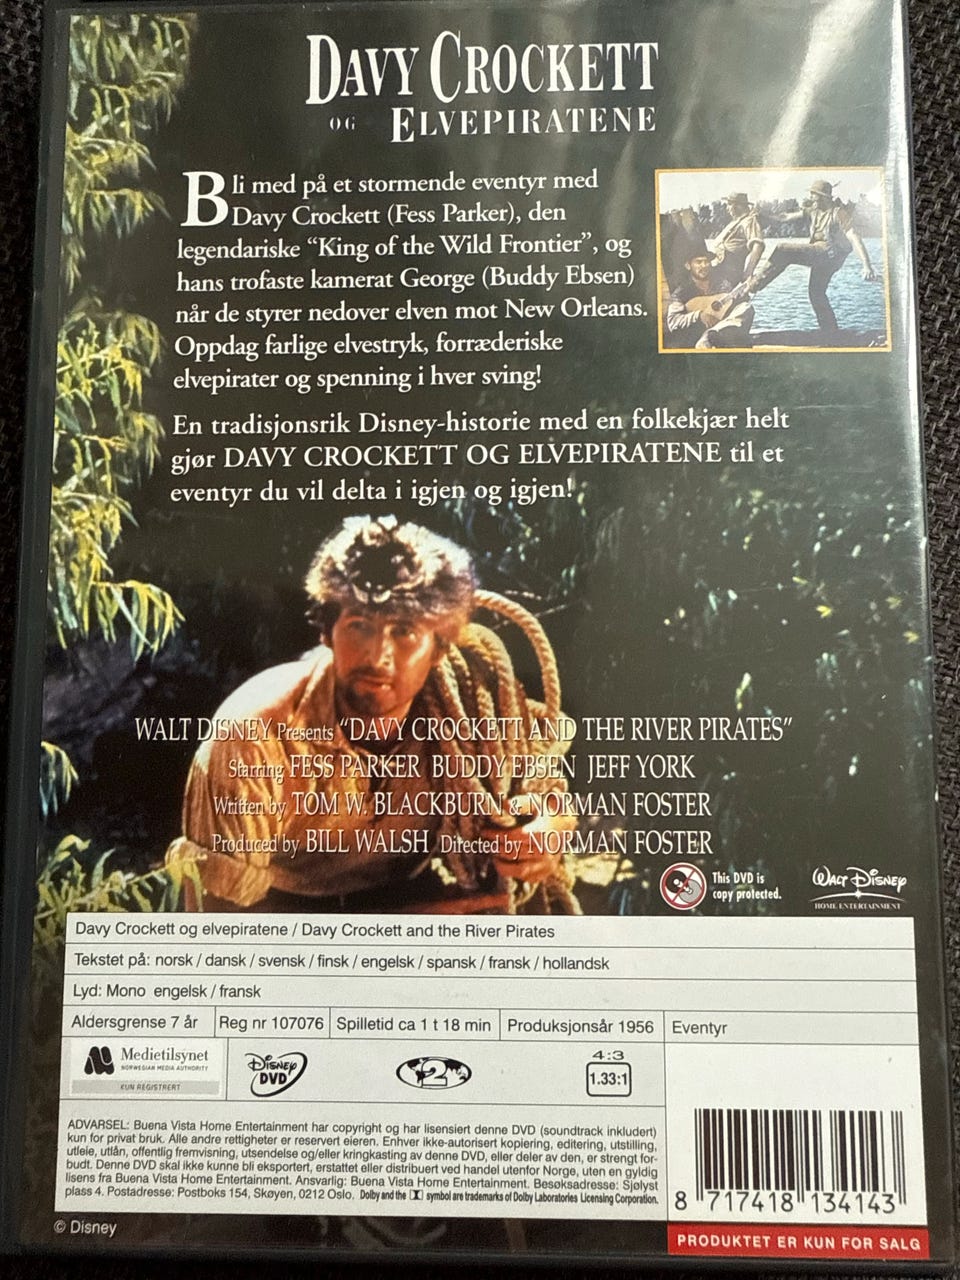 DAVY CROCKETT
OG ELVEPIRATENE
Bli med på et stormende eventyr med
Davy Crockett (Fess Parker), den
legendariske “King of the Wild Frontier”, og
hans trofaste kamerat George (Buddy Ebsen)
når de styrer nedover elven mot New Orleans.
Oppdag farlige elvestryk, forræderiske
elvepirater og spenning i hver sving!
En tradisjonsrik Disney-historie med en folkekjær helt
gjør DAVY CROCKETT OG ELVEPIRATENE til et
eventyr du vil delta i igjen og igjen!
WALT DISNEY Presents “DAVY CROCKETT AND THE RIVER PIRATES”
Starring FESS PARKER BUDDY EBSEN JEFF YORK
Written by TOM W. BLACKBURN & NORMAN FOSTER
Produced by BILL WALSH Directed by NORMAN FOSTER
This DVD is
copy protected.
WALT DISNEY
HOME ENTERTAINMENT
Davy Crockett og elvepiratene / Davy Crockett and the River Pirates
Tekstet på: norsk / dansk / svensk / finsk / engelsk / spansk / fransk / hollandsk
Lyd: Mono engelsk / fransk
Aldersgrense 7 år Reg nr 107076 Spilletid ca 1 t 18 min Produksjonsår 1956 Eventyr
Medietilsynet
NORWEGIAN MEDIA AUTHORITY
KUN REGISTRERT
DISNEY
DVD
2
4:3
1.33:1
ADVARSEL: Buena Vista Home Entertainment har copyright og har lisensiert denne DVD (soundtrack inkludert)
kun for privat bruk. Alle andre rettigheter er reservert eieren. Enhver ikke-autorisert kopiering, editering, utstilling,
utleie, utlån, offentlig fremvisning, utsendelse og/eller kringkasting av denne DVD, eller deler av den, er strengt for-
budt. Denne DVD skal ikke kunne bli eksportert, erstattet eller distribuert ved handel utenfor Norge, uten en gyldig
lisens fra Buena Vista Home Entertainment. Ansvarlig: Buena Vista Home Entertainment. Besøksadresse: Sjølyst
plass 4. Postadresse: Postboks 154, Skøyen, 0212 Oslo. Dolby and the symbol are trademarks of Dolby Laboratories Licensing Corporation.
8 717418 134143
© Disney
PRODUKTET ER KUN FOR SALG